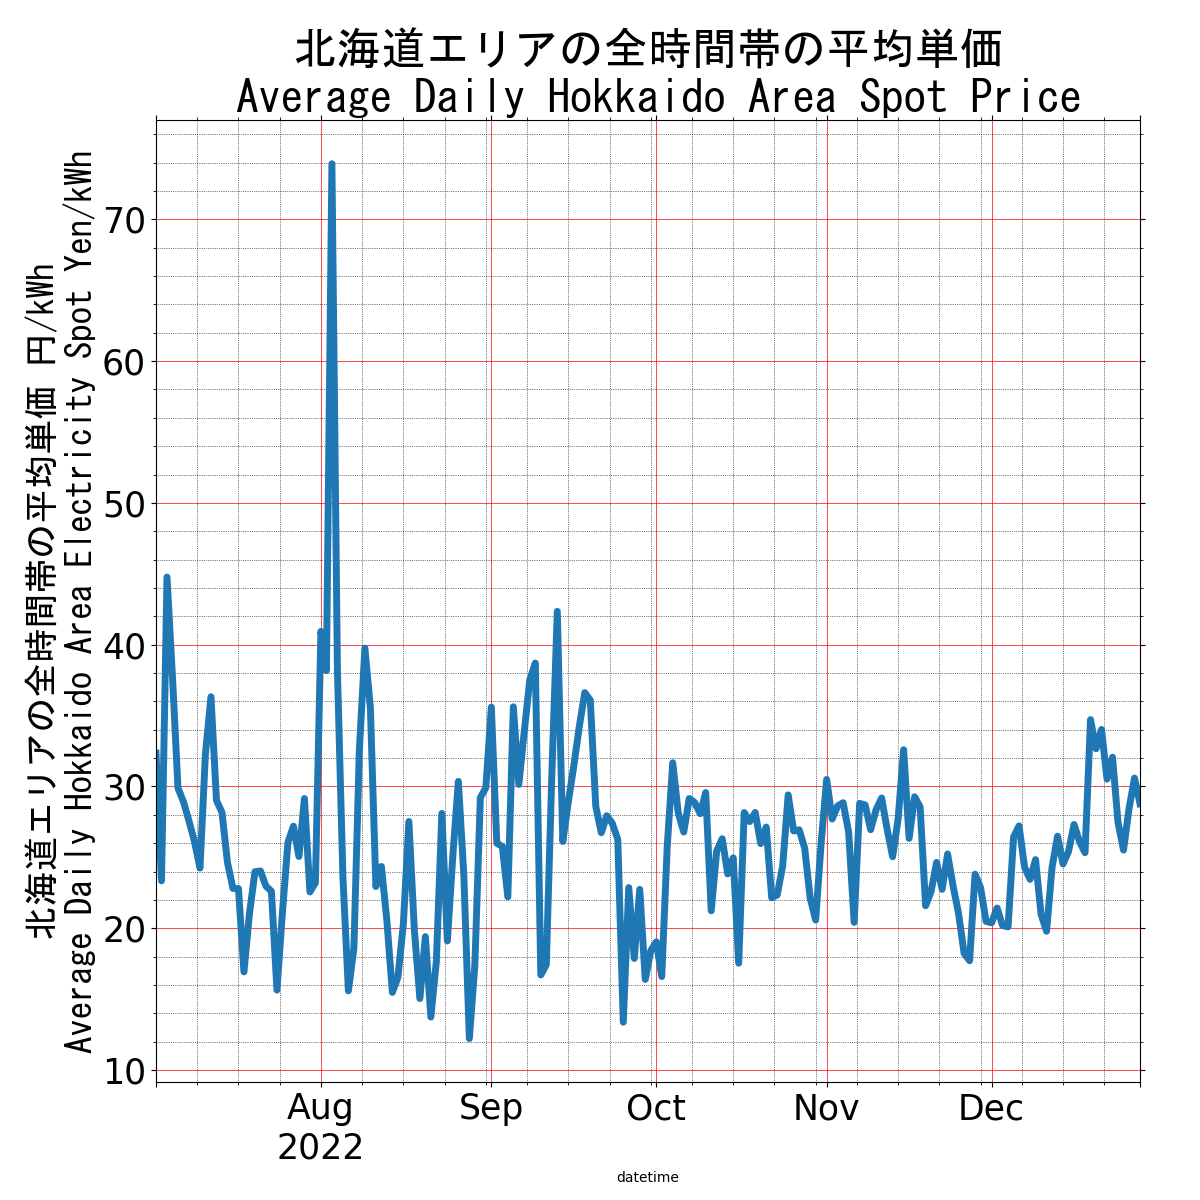 北海道エリアの全時間帯の平均単価
Average Daily Hokkaido Area Spot Price
北海道エリアの全時間帯の平均単価 円/kWh
Average Daily Hokkaido Area Electricity Spot Yen/kWh
70
60
50
40
30
20
10
Aug
2022
Sep
Oct
Nov
Dec
datetime